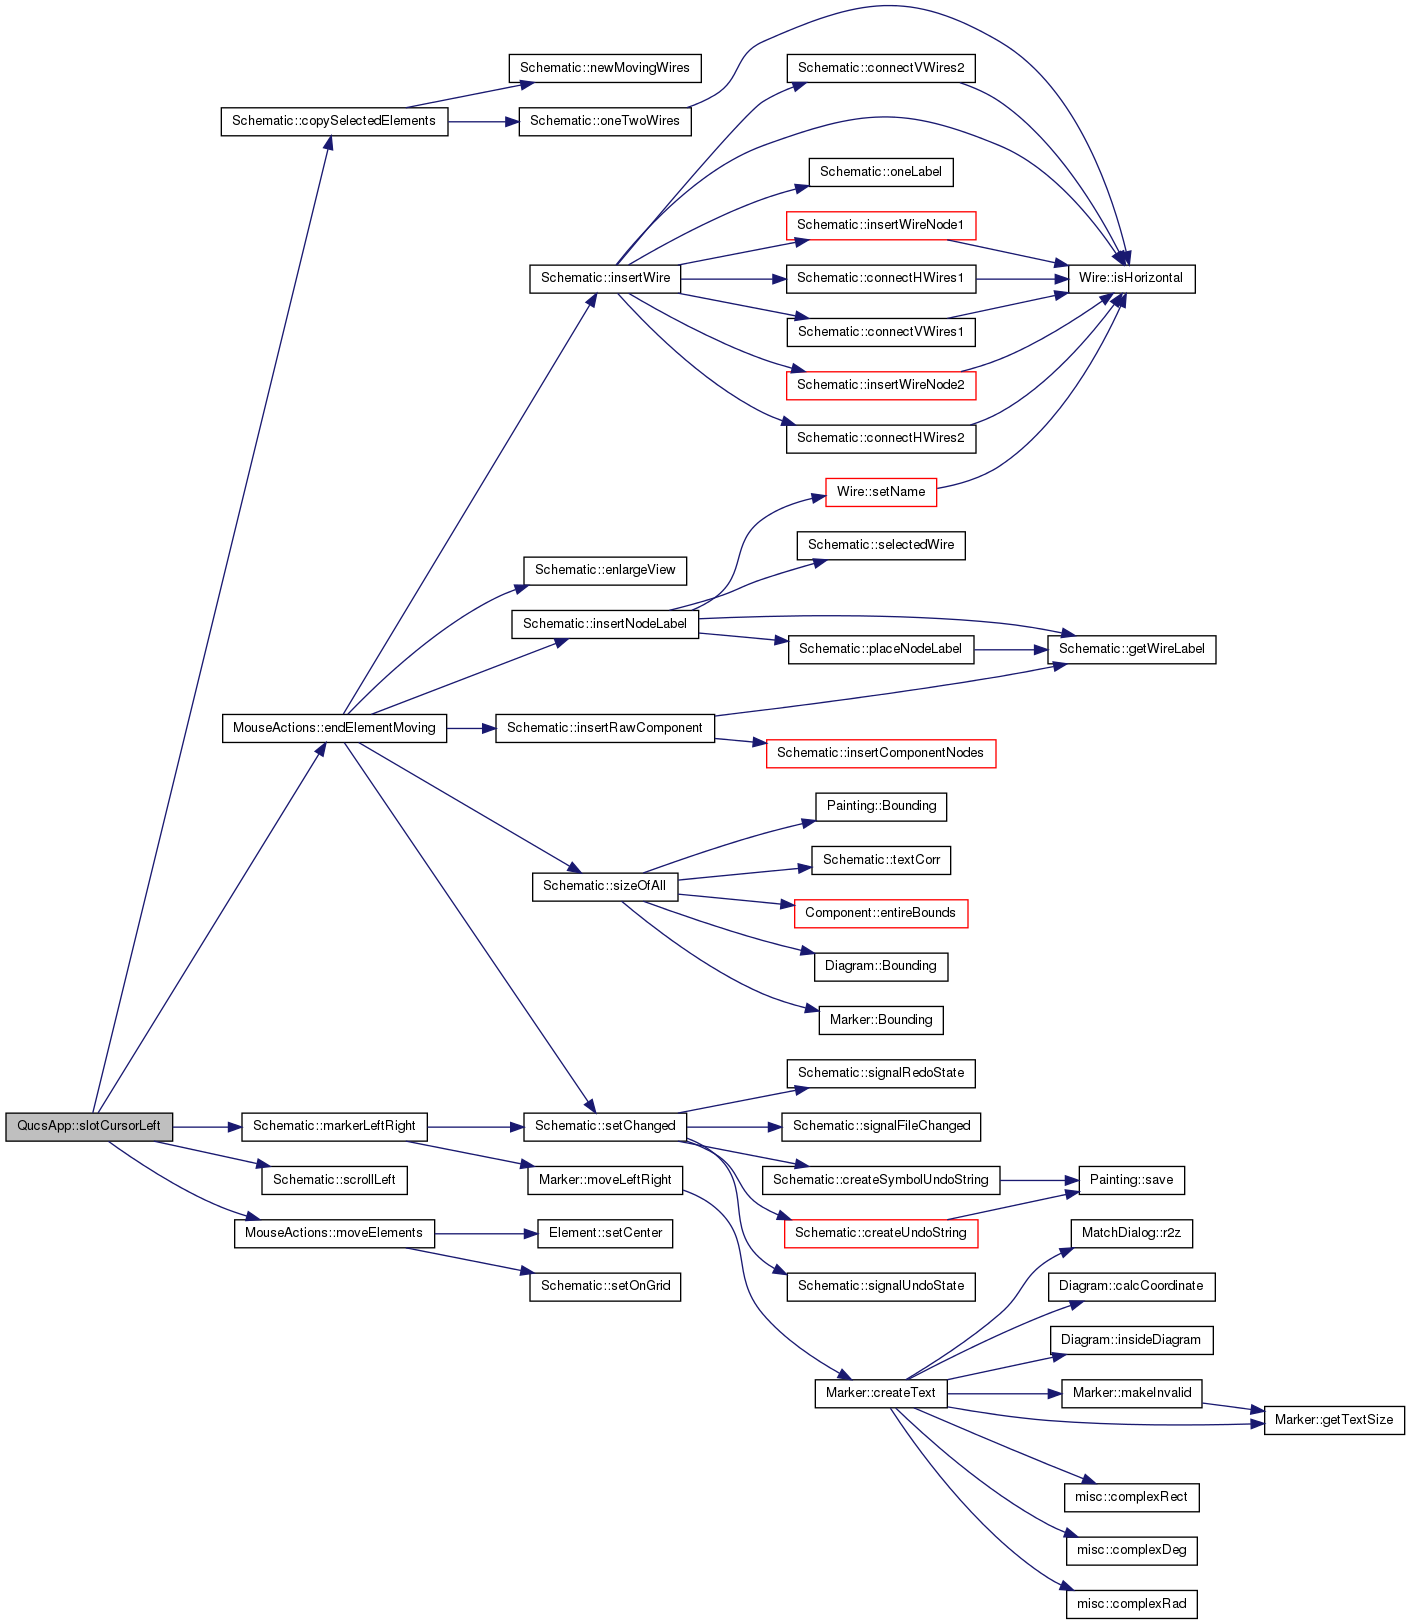 Schematic::newMovingWires
Schematic::connectVWires2
Schematic::copySelectedElements
Schematic::oneTwoWires
Schematic::oneLabel
Schematic::insertWireNode1
Schematic::insertWire
Schematic::connectHWires1
Wire::isHorizontal
Schematic::connectVWires1
Schematic::insertWireNode2
Schematic::connectHWires2
Wire::setName
Schematic::selectedWire
Schematic::enlargeView
Schematic::insertNodeLabel
Schematic::placeNodeLabel
Schematic::getWireLabel
MouseActions::endElementMoving
Schematic::insertRawComponent
Schematic::insertComponentNodes
Painting::Bounding
Schematic::textCorr
Schematic::sizeOfAll
Component::entireBounds
Diagram::Bounding
Marker::Bounding
Schematic::signalRedoState
QucsApp::slotCursorLeft
Schematic::markerLeftRight
Schematic::setChanged
Schematic::signalFileChanged
Schematic::scrollLeft
Marker::moveLeftRight
Schematic::createSymbolUndoString
Painting::save
MouseActions::moveElements
Element::setCenter
Schematic::createUndoString
MatchDialog::r2z
Schematic::setOnGrid
Schematic::signalUndoState
Diagram::calcCoordinate
Diagram::insideDiagram
Marker::createText
Marker::makeInvalid
Marker::getTextSize
misc::complexRect
misc::complexDeg
misc::complexRad